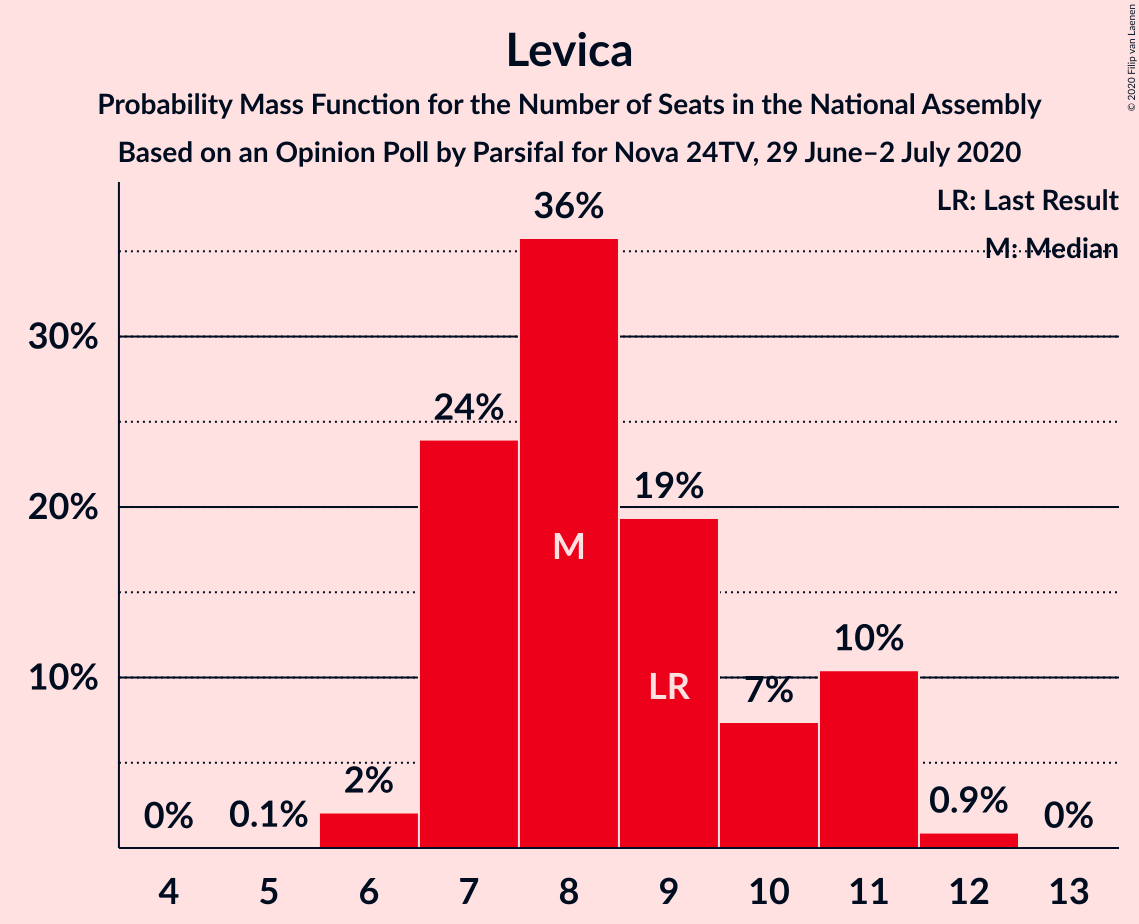 Levica
Probability Mass Function for the Number of Seats in the National Assembly
Based on an Opinion Poll by Parsifal for Nova 24TV, 29 June–2 July 2020
© 2020 Filip van Laenen
LR: Last Result
M: Median
36%
30%
24%
20%
19%
M
10%
10%
LR
7%
2%
0%
0.1%
0.9%
0%
4 5 6 7 8 9 10 11 12 13